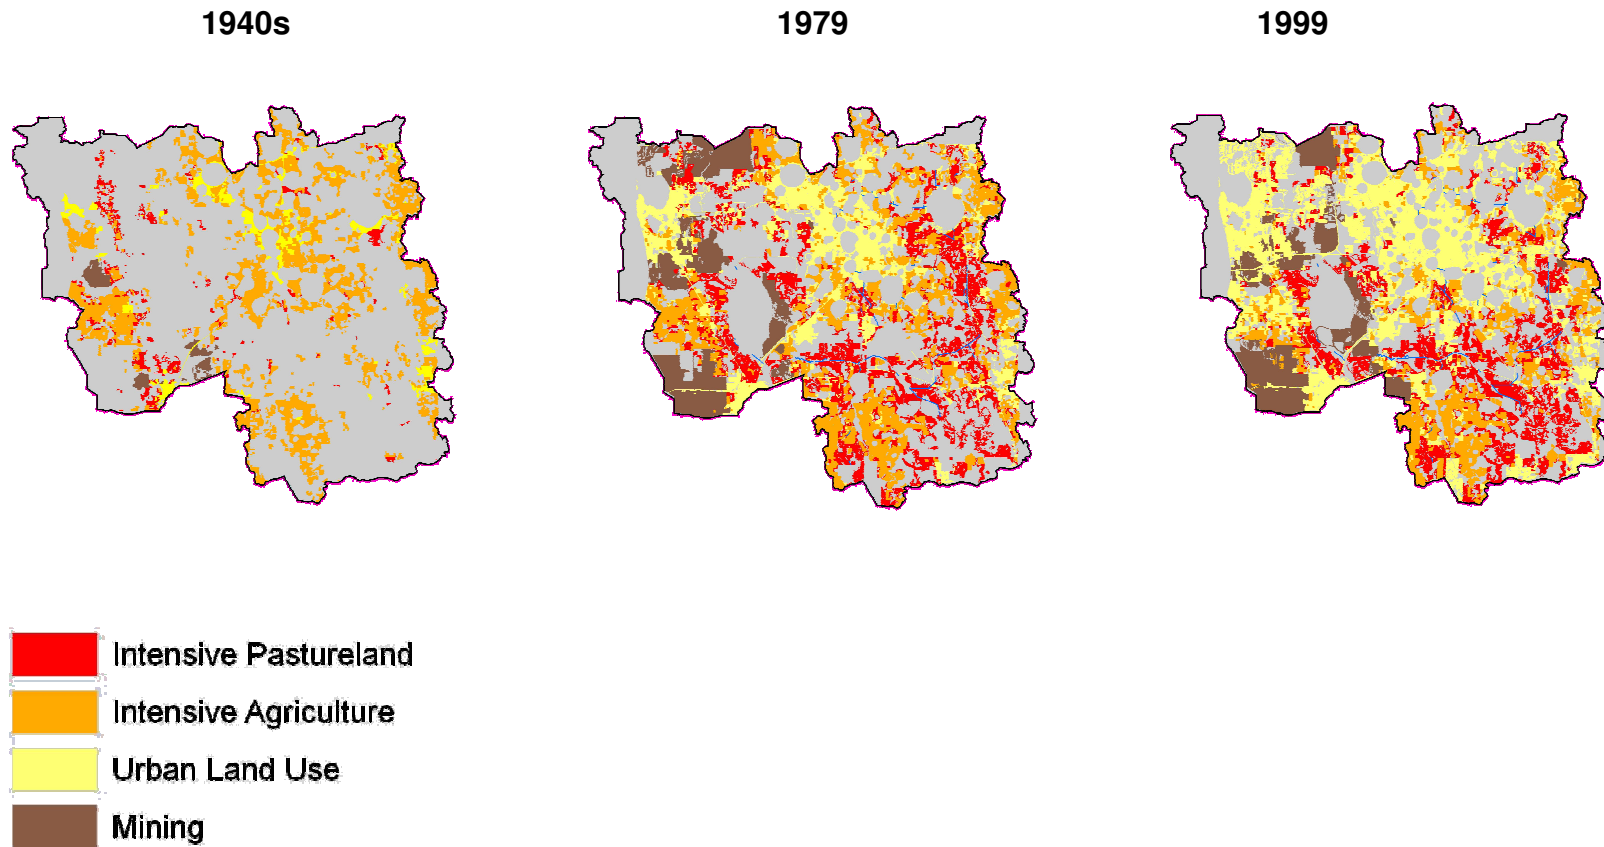 1940s
1979
1999
Intensive Pastureland
Intensive Agriculture
Urban Land Use
Mining